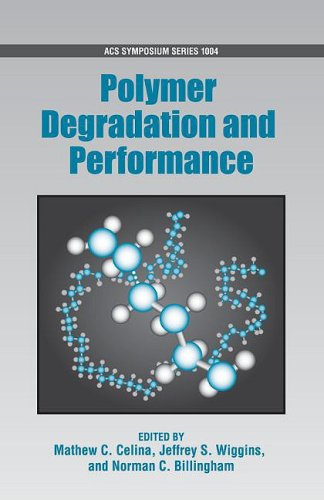 ACS SYMPOSIUM SERIES 1004
Polymer
Degradation and
Performance
EDITED BY
Mathew C. Celina, Jeffrey S. Wiggins,
and Norman C. Billingham